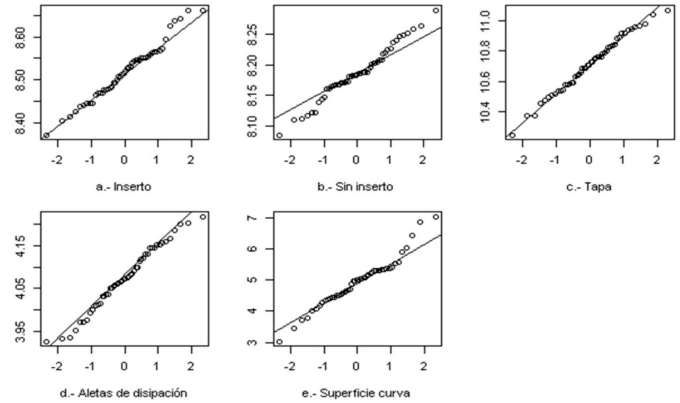 8.60
8.50
8.40
-2 -1 0 1 2
a.- Inserto
8.25
8.20
8.15
8.10
-2 -1 0 1 2
b.- Sin inserto
11.0
10.8
10.6
10.4
-2 -1 0 1 2
c.- Tapa
4.15
4.05
3.95
-2 -1 0 1 2
d.- Aletas de disipación
7
6
5
4
3
-2 -1 0 1 2
e.- Superficie curva